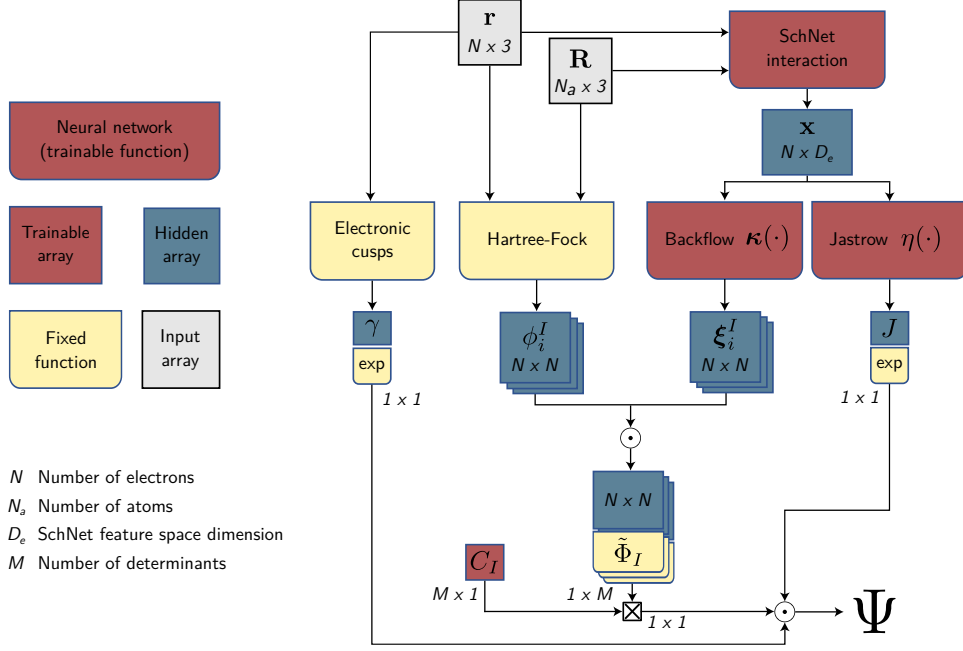 r
N x 3
R
Nₐ x 3
SchNet
interaction
x
N x Dₑ
Neural network
(trainable function)
Trainable
array
Hidden
array
Fixed
function
Input
array
Electronic
cusps
Hartree-Fock
Backflow κ(·)
Jastrow η(·)
γ
exp
1 x 1
ϕᵢᴵ
N x N
ξᵢᴵ
N x N
J
exp
1 x 1
N x N
Φ̃_I
C_I
M x 1
1 x M
1 x 1
Ψ
N Number of electrons
Nₐ Number of atoms
Dₑ SchNet feature space dimension
M Number of determinants